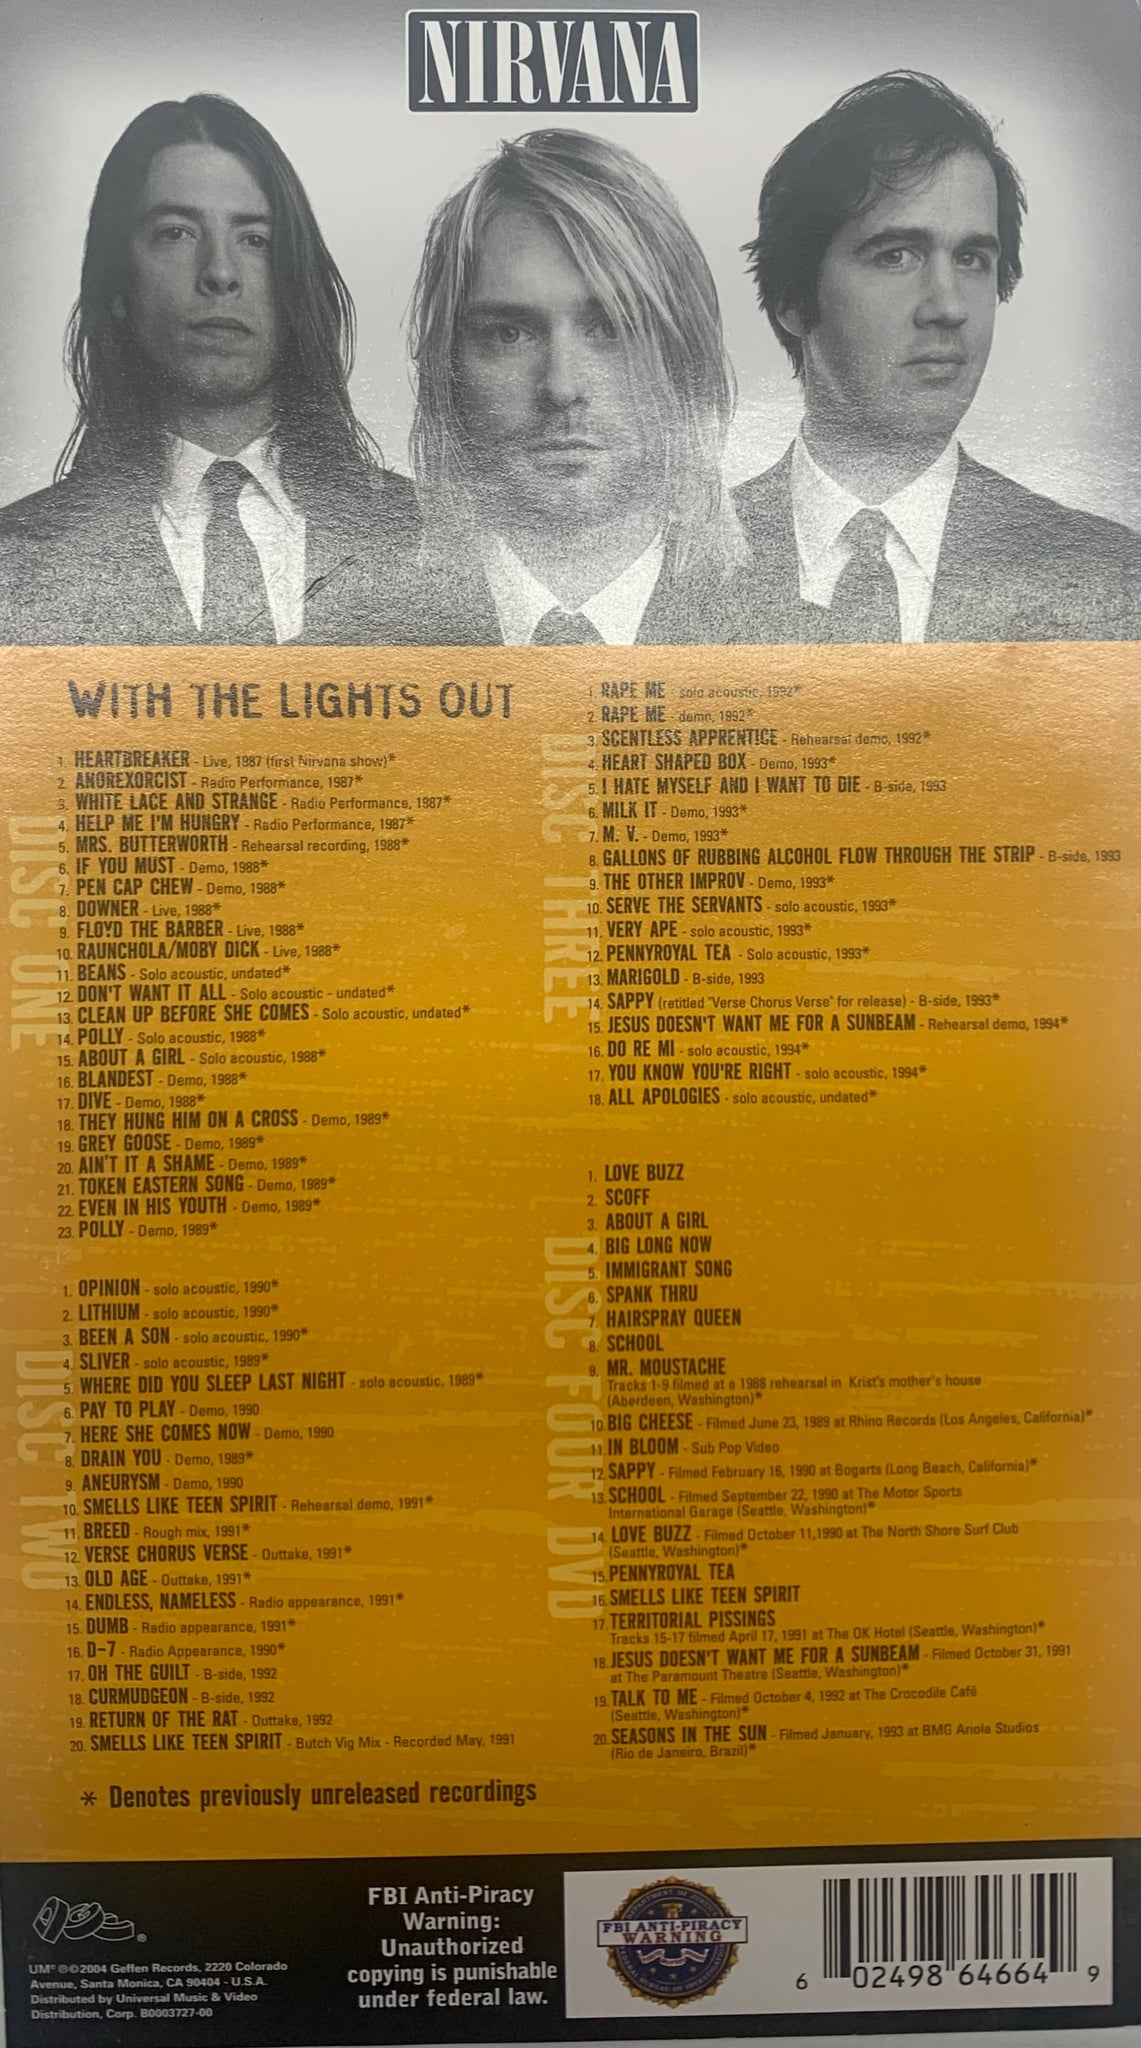 NIRVANA
WITH THE LIGHTS OUT
DISC ONE
1. HEARTBREAKER - Live, 1987 (first Nirvana show)*
2. ANOREXORCIST - Radio Performance, 1987*
3. WHITE LACE AND STRANGE - Radio Performance, 1987*
4. HELP ME I'M HUNGRY - Radio Performance, 1987*
5. MRS. BUTTERWORTH - Rehearsal recording, 1988*
6. IF YOU MUST - Demo, 1988*
7. PEN CAP CHEW - Demo, 1988*
8. DOWNER - Live, 1988*
9. FLOYD THE BARBER - Live, 1988*
10. RAUNCHOLA/MOBY DICK - Live, 1988*
11. BEANS - Solo acoustic, undated*
12. DON'T WANT IT ALL - Solo acoustic - undated*
13. CLEAN UP BEFORE SHE COMES - Solo acoustic, undated*
14. POLLY - Solo acoustic, 1988*
15. ABOUT A GIRL - Solo acoustic, 1988*
16. BLANDEST - Demo, 1988*
17. DIVE - Demo, 1988*
18. THEY HUNG HIM ON A CROSS - Demo, 1989*
19. GREY GOOSE - Demo, 1989*
20. AIN'T IT A SHAME - Demo, 1989*
21. TOKEN EASTERN SONG - Demo, 1989*
22. EVEN IN HIS YOUTH - Demo, 1989*
23. POLLY - Demo, 1989*
DISC TWO
1. OPINION - solo acoustic, 1990*
2. LITHIUM - solo acoustic, 1990*
3. BEEN A SON - solo acoustic, 1990*
4. SLIVER - solo acoustic, 1989*
5. WHERE DID YOU SLEEP LAST NIGHT - solo acoustic, 1989*
6. PAY TO PLAY - Demo, 1990
7. HERE SHE COMES NOW - Demo, 1990
8. DRAIN YOU - Demo, 1989*
9. ANEURYSM - Demo, 1990
10. SMELLS LIKE TEEN SPIRIT - Rehearsal demo, 1991*
11. BREED - Rough mix, 1991*
12. VERSE CHORUS VERSE - Outtake, 1991*
13. OLD AGE - Outtake, 1991*
14. ENDLESS, NAMELESS - Radio appearance, 1991*
15. DUMB - Radio appearance, 1991*
16. D-7 - Radio Appearance, 1990*
17. OH THE GUILT - B-side, 1992
18. CURMUDGEON - B-side, 1992
19. RETURN OF THE RAT - Outtake, 1992
20. SMELLS LIKE TEEN SPIRIT - Butch Vig Mix - Recorded May, 1991
* Denotes previously unreleased recordings
DISC THREE
1. RAPE ME - solo acoustic, 1992*
2. RAPE ME - demo, 1992*
3. SCENTLESS APPRENTICE - Rehearsal demo, 1992*
4. HEART SHAPED BOX - Demo, 1993*
5. I HATE MYSELF AND I WANT TO DIE - B-side, 1993
6. MILK IT - Demo, 1993*
7. M. V. - Demo, 1993*
8. GALLONS OF RUBBING ALCOHOL FLOW THROUGH THE STRIP - B-side, 1993
9. THE OTHER IMPROV - Demo, 1993*
10. SERVE THE SERVANTS - solo acoustic, 1993*
11. VERY APE - solo acoustic, 1993*
12. PENNYROYAL TEA - Solo acoustic, 1993*
13. MARIGOLD - B-side, 1993
14. SAPPY (retitled "Verse Chorus Verse" for release) - B-side, 1993*
15. JESUS DOESN'T WANT ME FOR A SUNBEAM - Rehearsal demo, 1994*
16. DO RE MI - solo acoustic, 1994*
17. YOU KNOW YOU'RE RIGHT - solo acoustic, 1994*
18. ALL APOLOGIES - solo acoustic, undated*
DISC FOUR DVD
1. LOVE BUZZ
2. SCOFF
3. ABOUT A GIRL
4. BIG LONG NOW
5. IMMIGRANT SONG
6. SPANK THRU
7. HAIRSPRAY QUEEN
8. SCHOOL
9. MR. MOUSTACHE
Tracks 1-9 filmed at a 1988 rehearsal in Krist's mother's house
(Aberdeen, Washington)*
10. BIG CHEESE - Filmed June 23, 1989 at Rhino Records (Los Angeles, California)*
11. IN BLOOM - Sub Pop Video
12. SAPPY - Filmed February 16, 1990 at Bogarts (Long Beach, California)*
13. SCHOOL - Filmed September 22, 1990 at The Motor Sports
International Garage (Seattle, Washington)*
14. LOVE BUZZ - Filmed October 11,1990 at The North Shore Surf Club
(Seattle, Washington)*
15. PENNYROYAL TEA
16. SMELLS LIKE TEEN SPIRIT
17. TERRITORIAL PISSINGS
Tracks 15-17 filmed April 17, 1991 at The OK Hotel (Seattle, Washington)*
18. JESUS DOESN'T WANT ME FOR A SUNBEAM - Filmed October 31, 1991
at The Paramount Theatre (Seattle, Washington)*
19. TALK TO ME - Filmed October 4, 1992 at The Crocodile Café
(Seattle, Washington)*
20. SEASONS IN THE SUN - Filmed January, 1993 at BMG Ariola Studios
(Rio de Janeiro, Brazil)*
UM® ℗©2004 Geffen Records, 2220 Colorado
Avenue, Santa Monica, CA 90404 - U.S.A.
Distributed by Universal Music & Video
Distribution, Corp. B0003727-00
FBI Anti-Piracy
Warning:
Unauthorized
copying is punishable
under federal law.
DEPARTMENT OF JUSTICE
FBI ANTI-PIRACY
WARNING
FEDERAL BUREAU OF INVESTIGATION
6 02498 64664 9